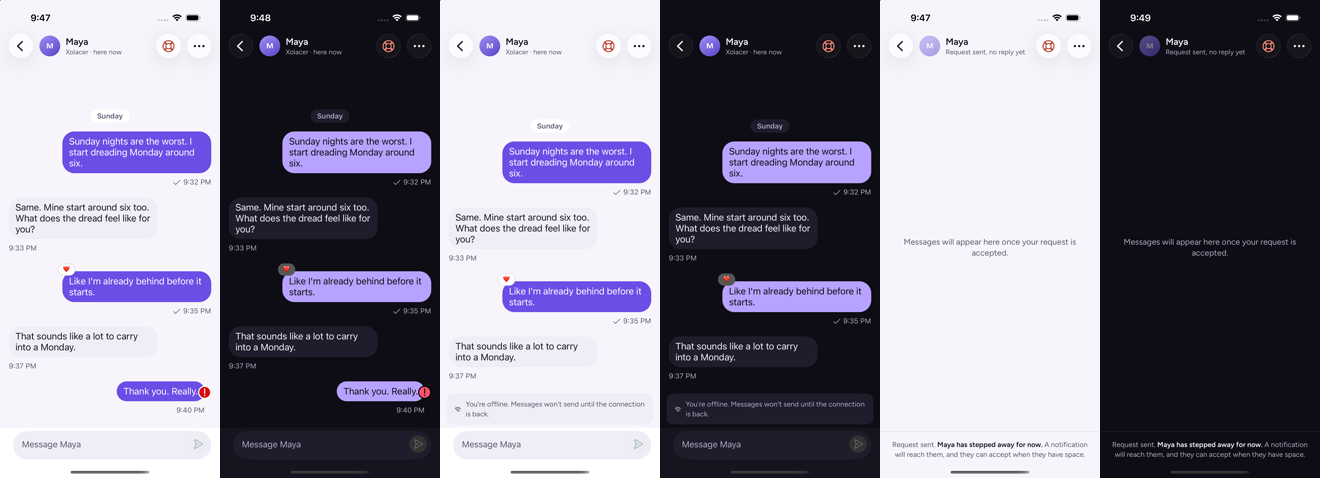 9:47
M
Maya
Xolacer · here now
Sunday
Sunday nights are the worst. I
start dreading Monday around
six.
9:32 PM
Same. Mine start around six too.
What does the dread feel like for
you?
9:33 PM
Like I'm already behind before it
starts.
9:35 PM
That sounds like a lot to carry
into a Monday.
9:37 PM
Thank you. Really.
!
9:40 PM
Message Maya
9:48
M
Maya
Xolacer · here now
Sunday
Sunday nights are the worst. I
start dreading Monday around
six.
9:32 PM
Same. Mine start around six too.
What does the dread feel like for
you?
9:33 PM
Like I'm already behind before it
starts.
9:35 PM
That sounds like a lot to carry
into a Monday.
9:37 PM
Thank you. Really.
!
9:40 PM
Message Maya
M
Maya
Xolacer · here now
Sunday
Sunday nights are the worst. I
start dreading Monday around
six.
9:32 PM
Same. Mine start around six too.
What does the dread feel like for
you?
9:33 PM
Like I'm already behind before it
starts.
9:35 PM
That sounds like a lot to carry
into a Monday.
9:37 PM
You're offline. Messages won't send until the connection
is back.
Message Maya
M
Maya
Xolacer · here now
Sunday
Sunday nights are the worst. I
start dreading Monday around
six.
9:32 PM
Same. Mine start around six too.
What does the dread feel like for
you?
9:33 PM
Like I'm already behind before it
starts.
9:35 PM
That sounds like a lot to carry
into a Monday.
9:37 PM
You're offline. Messages won't send until the connection
is back.
Message Maya
9:47
M
Maya
Request sent, no reply yet
Messages will appear here once your request is
accepted.
Request sent. Maya has stepped away for now. A notification
will reach them, and they can accept when they have space.
9:49
M
Maya
Request sent, no reply yet
Messages will appear here once your request is
accepted.
Request sent. Maya has stepped away for now. A notification
will reach them, and they can accept when they have space.